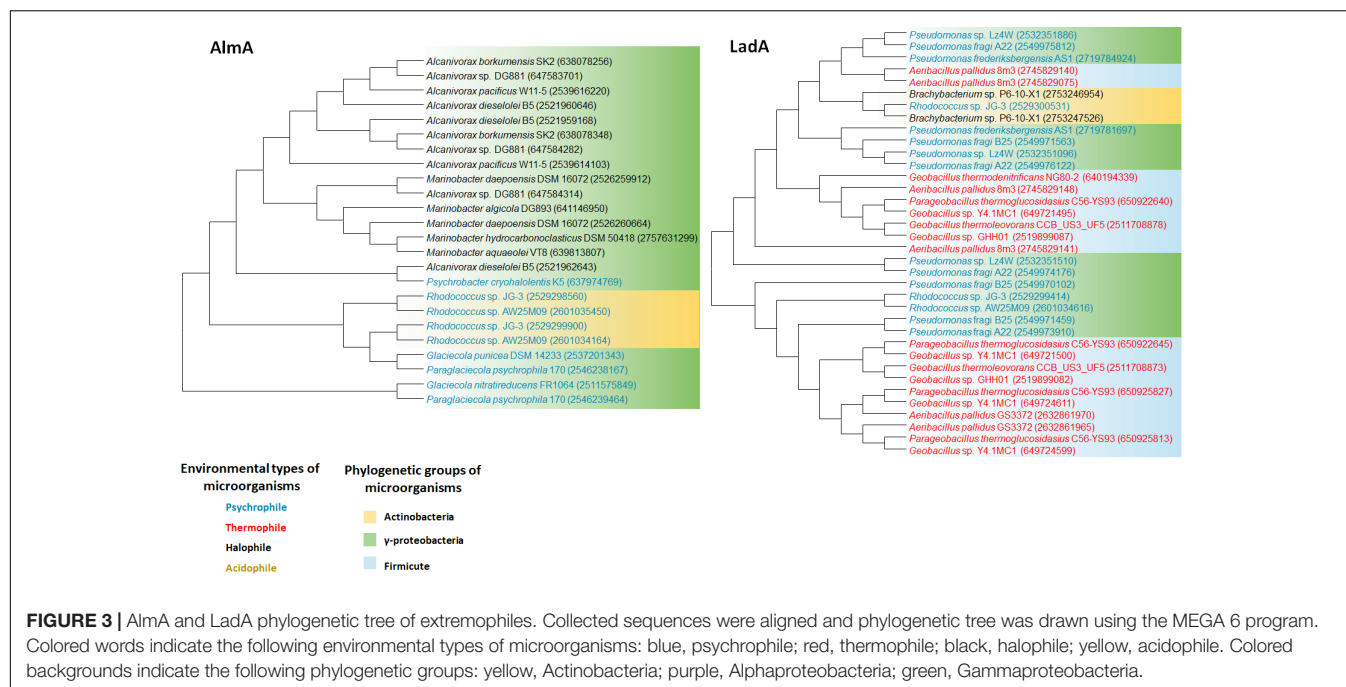 AlmA
Alcanivorax borkumensis SK2 (638078256)
Alcanivorax sp. DG881 (647583701)
Alcanivorax pacificus W11-5 (2539616220)
Alcanivorax dieselolei B5 (2521960646)
Alcanivorax dieselolei B5 (2521959168)
Alcanivorax borkumensis SK2 (638078348)
Alcanivorax sp. DG881 (647584282)
Alcanivorax pacificus W11-5 (2539614103)
Marinobacter daepoensis DSM 16072 (2526259912)
Alcanivorax sp. DG881 (647584314)
Marinobacter algicola DG893 (641146950)
Marinobacter daepoensis DSM 16072 (2526260664)
Marinobacter hydrocarbonoclasticus DSM 50418 (2757631299)
Marinobacter aquaeolei VT8 (639813807)
Alcanivorax dieselolei B5 (2521962643)
Psychrobacter cryohalolentis K5 (637974769)
Rhodococcus sp. JG-3 (2529298560)
Rhodococcus sp. AW25M09 (2601035450)
Rhodococcus sp. JG-3 (2529299900)
Rhodococcus sp. AW25M09 (2601034164)
Glaciecola punicea DSM 14233 (2537201343)
Paraglaciecola psychrophila 170 (2546238167)
Glaciecola nitratireducens FR1064 (2511575849)
Paraglaciecola psychrophila 170 (2546239464)
LadA
Pseudomonas sp. Lz4W (2532351886)
Pseudomonas fragi A22 (2549975812)
Pseudomonas frederiksbergensis AS1 (2719784924)
Aeribacillus pallidus 8m3 (2745829140)
Aeribacillus pallidus 8m3 (2745829075)
Brachybacterium sp. P6-10-X1 (2753246954)
Rhodococcus sp. JG-3 (2529300531)
Brachybacterium sp. P6-10-X1 (2753247526)
Pseudomonas frederiksbergensis AS1 (2719781697)
Pseudomonas fragi B25 (2549971563)
Pseudomonas sp. Lz4W (2532351096)
Pseudomonas fragi A22 (2549976122)
Geobacillus thermodenitrificans NG80-2 (640194339)
Aeribacillus pallidus 8m3 (2745829148)
Parageobacillus thermoglucosidasius C56-YS93 (650922640)
Geobacillus sp. Y4.1MC1 (649721495)
Geobacillus thermoleovorans CCB_US3_UF5 (2511708878)
Geobacillus sp. GHH01 (2519899087)
Aeribacillus pallidus 8m3 (2745829141)
Pseudomonas sp. Lz4W (2532351510)
Pseudomonas fragi A22 (2549974176)
Pseudomonas fragi B25 (2549970102)
Rhodococcus sp. JG-3 (2529299414)
Rhodococcus sp. AW25M09 (2601034616)
Pseudomonas fragi B25 (2549971459)
Pseudomonas fragi A22 (2549973910)
Parageobacillus thermoglucosidasius C56-YS93 (650922645)
Geobacillus sp. Y4.1MC1 (649721500)
Geobacillus thermoleovorans CCB_US3_UF5 (2511708873)
Geobacillus sp. GHH01 (2519899082)
Parageobacillus thermoglucosidasius C56-YS93 (650925827)
Geobacillus sp. Y4.1MC1 (649724611)
Aeribacillus pallidus GS3372 (2632861970)
Aeribacillus pallidus GS3372 (2632861965)
Parageobacillus thermoglucosidasius C56-YS93 (650925813)
Geobacillus sp. Y4.1MC1 (649724599)
Environmental types of
microorganisms
Psychrophile
Thermophile
Halophile
Acidophile
Phylogenetic groups of
microorganisms
Actinobacteria
γ-proteobacteria
Firmicute
FIGURE 3 | AlmA and LadA phylogenetic tree of extremophiles. Collected sequences were aligned and phylogenetic tree was drawn using the MEGA 6 program.
Colored words indicate the following environmental types of microorganisms: blue, psychrophile; red, thermophile; black, halophile; yellow, acidophile. Colored
backgrounds indicate the following phylogenetic groups: yellow, Actinobacteria; purple, Alphaproteobacteria; green, Gammaproteobacteria.